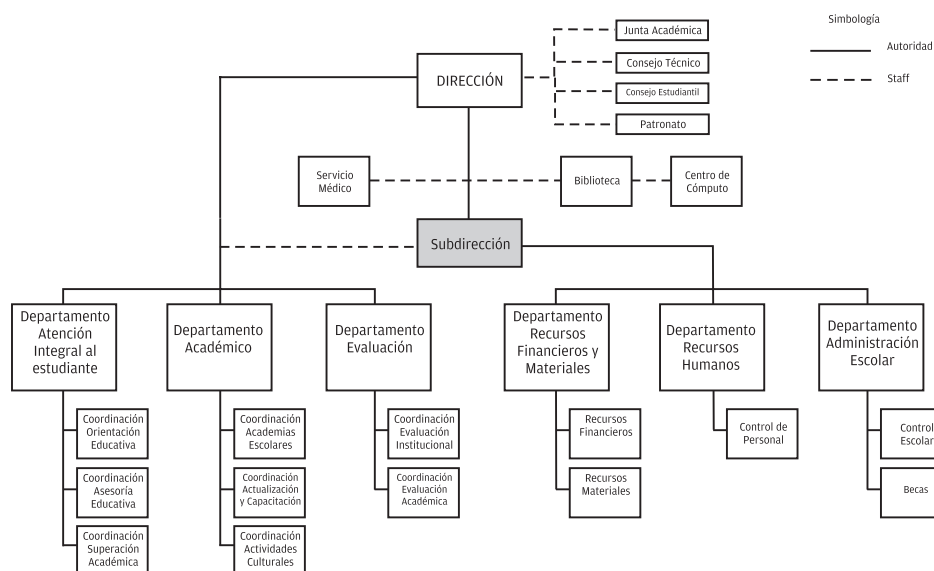 Simbología
Autoridad
Staff
Junta Académica
Consejo Técnico
Consejo Estudiantil
Patronato
DIRECCIÓN
Servicio
Médico
Biblioteca
Centro de
Cómputo
Subdirección
Departamento
Atención
Integral al
estudiante
Departamento
Académico
Departamento
Evaluación
Departamento
Recursos
Financieros y
Materiales
Departamento
Recursos
Humanos
Departamento
Administración
Escolar
Coordinación
Orientación
Educativa
Coordinación
Asesoría
Educativa
Coordinación
Superación
Académica
Coordinación
Academias
Escolares
Coordinación
Actualización
y Capacitación
Coordinación
Actividades
Culturales
Coordinación
Evaluación
Institucional
Coordinación
Evaluación
Académica
Recursos
Financieros
Recursos
Materiales
Control de
Personal
Control
Escolar
Becas